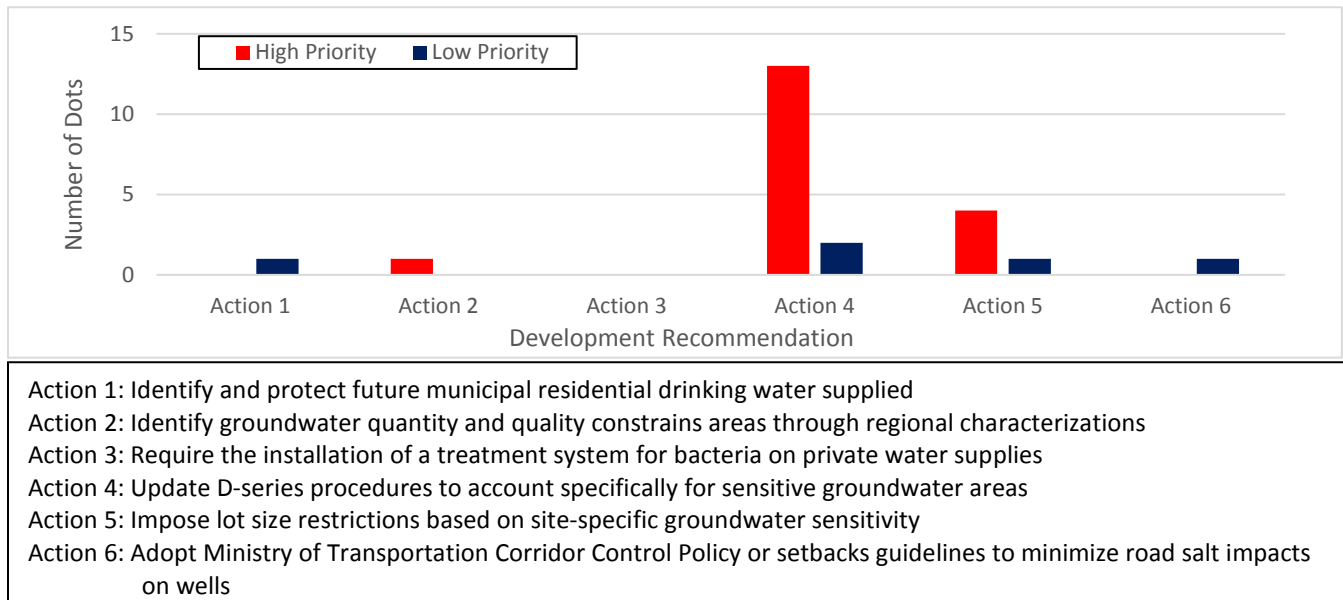 15
High Priority Low Priority
Number of Dots
10
5
0
Action 1 Action 2 Action 3 Action 4 Action 5 Action 6
Development Recommendation
Action 1: Identify and protect future municipal residential drinking water supplied
Action 2: Identify groundwater quantity and quality constrains areas through regional characterizations
Action 3: Require the installation of a treatment system for bacteria on private water supplies
Action 4: Update D-series procedures to account specifically for sensitive groundwater areas
Action 5: Impose lot size restrictions based on site-specific groundwater sensitivity
Action 6: Adopt Ministry of Transportation Corridor Control Policy or setbacks guidelines to minimize road salt impacts
on wells